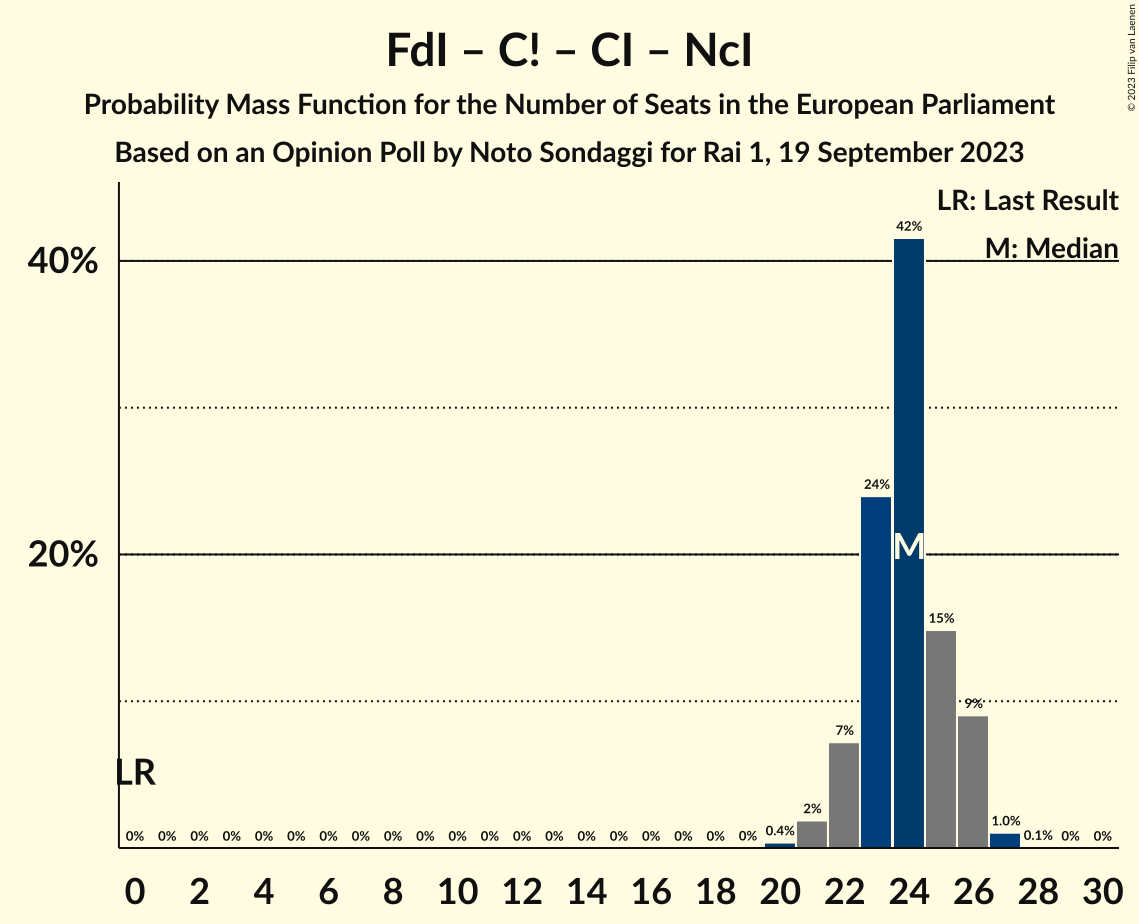 FdI – C! – CI – NcI
Probability Mass Function for the Number of Seats in the European Parliament
Based on an Opinion Poll by Noto Sondaggi for Rai 1, 19 September 2023
© 2023 Filip van Laenen
LR: Last Result
M: Median
40%
20%
42%
24%
M
15%
9%
7%
LR
2%
1.0%
0% 0% 0% 0% 0% 0% 0% 0% 0% 0% 0% 0% 0% 0% 0% 0% 0% 0% 0% 0% 0.4% 0.1% 0% 0%
0 2 4 6 8 10 12 14 16 18 20 22 24 26 28 30